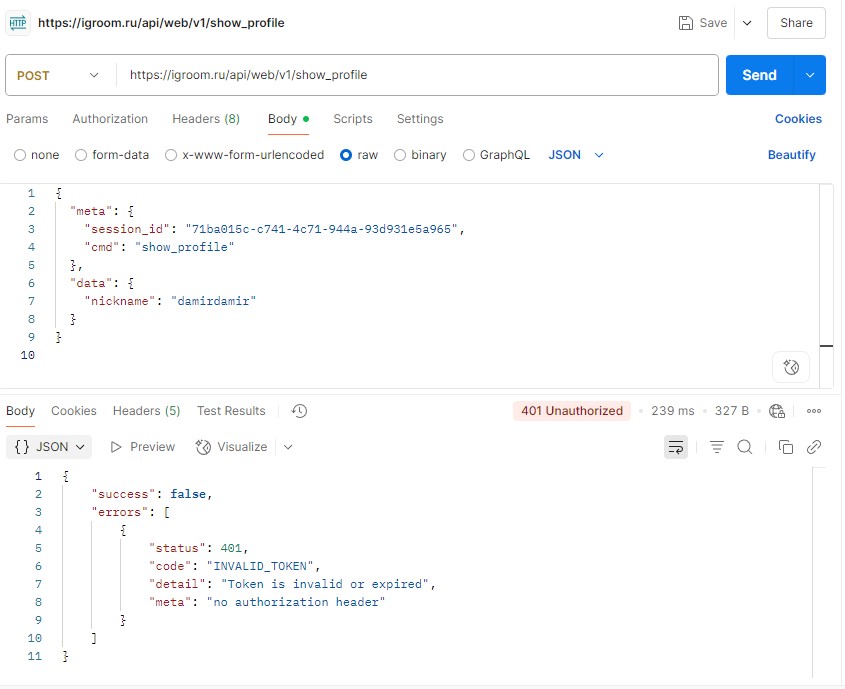 HTTP https://igroom.ru/api/web/v1/show_profile Save Share
POST https://igroom.ru/api/web/v1/show_profile Send
Params Authorization Headers (8) Body Scripts Settings Cookies
none form-data x-www-form-urlencoded raw binary GraphQL JSON Beautify
1 {
2 "meta": {
3 "session_id": "71ba015c-c741-4c71-944a-93d931e5a965",
4 "cmd": "show_profile"
5 },
6 "data": {
7 "nickname": "damirdamir"
8 }
9 }
10
Body Cookies Headers (5) Test Results 401 Unauthorized 239 ms 327 B
{} JSON Preview Visualize
1 {
2 "success": false,
3 "errors": [
4 {
5 "status": 401,
6 "code": "INVALID_TOKEN",
7 "detail": "Token is invalid or expired",
8 "meta": "no authorization header"
9 }
10 ]
11 }